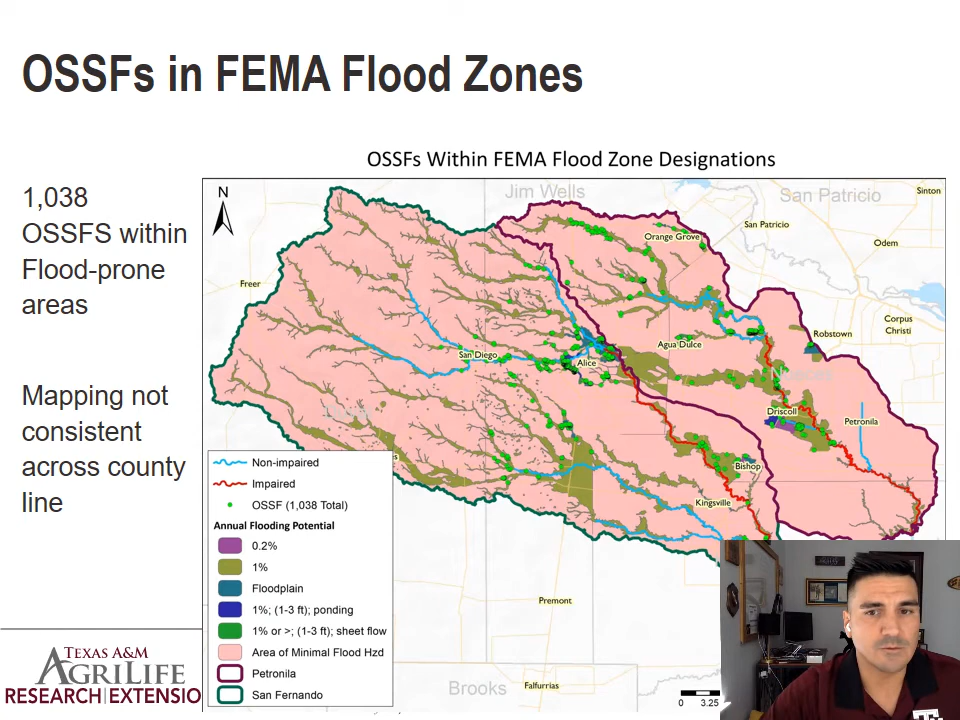 OSSFs in FEMA Flood Zones
1,038
OSSFS within
Flood-prone
areas
Mapping not
consistent
across county
line
OSSFs Within FEMA Flood Zone Designations
N
Jim Wells
San Patricio
Sinton
San Patricio
Orange Grove
Odem
Freer
Corpus
Christi
Robstown
Agua Dulce
San Diego
Alice
Nueces
Driscoll
Petronila
Bishop
Kingsville
Non-impaired
Impaired
OSSF (1,038 Total)
Annual Flooding Potential
0.2%
1%
Floodplain
1%; (1-3 ft); ponding
1% or >; (1-3 ft); sheet flow
Area of Minimal Flood Hzd
Petronila
San Fernando
Premont
Brooks
Falfurrias
0 3.25
TEXAS A&M
AGRILIFE
RESEARCH EXTENSIO